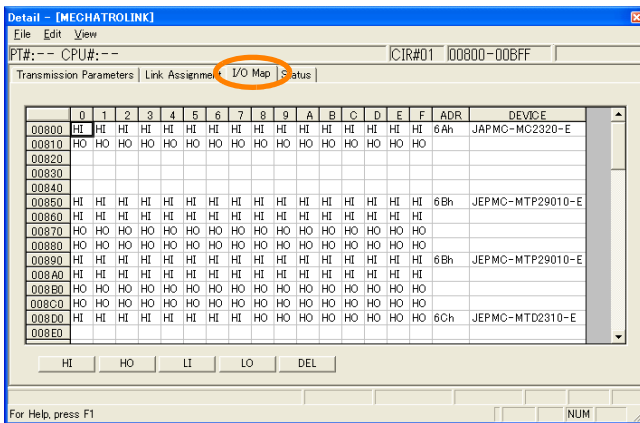 Detail - [MECHATROLINK]
File Edit View
PT#:-- CPU#:-- CIR#01 00800-00BFF
Transmission Parameters Link Assignment I/O Map Status
0 1 2 3 4 5 6 7 8 9 A B C D E F ADR DEVICE
00800 HI HI HI HI HI HI HI HI HI HI HI HI HI HI HI HI 6Ah JAPMC-MC2320-E
00810 HO HO HO HO HO HO HO HO HO HO HO HO HO HO HO HO
00820
00830
00840
00850 HI HI HI HI HI HI HI HI HI HI HI HI HI HI HI HI 6Bh JEPMC-MTP29010-E
00860 HI HI HI HI HI HI HI HI HI HI HI HI HI HI HI HI
00870 HO HO HO HO HO HO HO HO HO HO HO HO HO HO HO HO
00880 HO HO HO HO HO HO HO HO HO HO HO HO HO HO HO HO
00890 HI HI HI HI HI HI HI HI HI HI HI HI HI HI HI HI 6Bh JEPMC-MTP29010-E
008A0 HI HI HI HI HI HI HI HI HI HI HI HI HI HI HI HI
008B0 HO HO HO HO HO HO HO HO HO HO HO HO HO HO HO HO
008C0 HO HO HO HO HO HO HO HO HO HO HO HO HO HO HO HO
008D0 HI HI HI HI HI HI HI HI HO HO HO HO HO HO HO HO 6Ch JEPMC-MTD2310-E
008E0
HI HO LI LO DEL
For Help, press F1 NUM